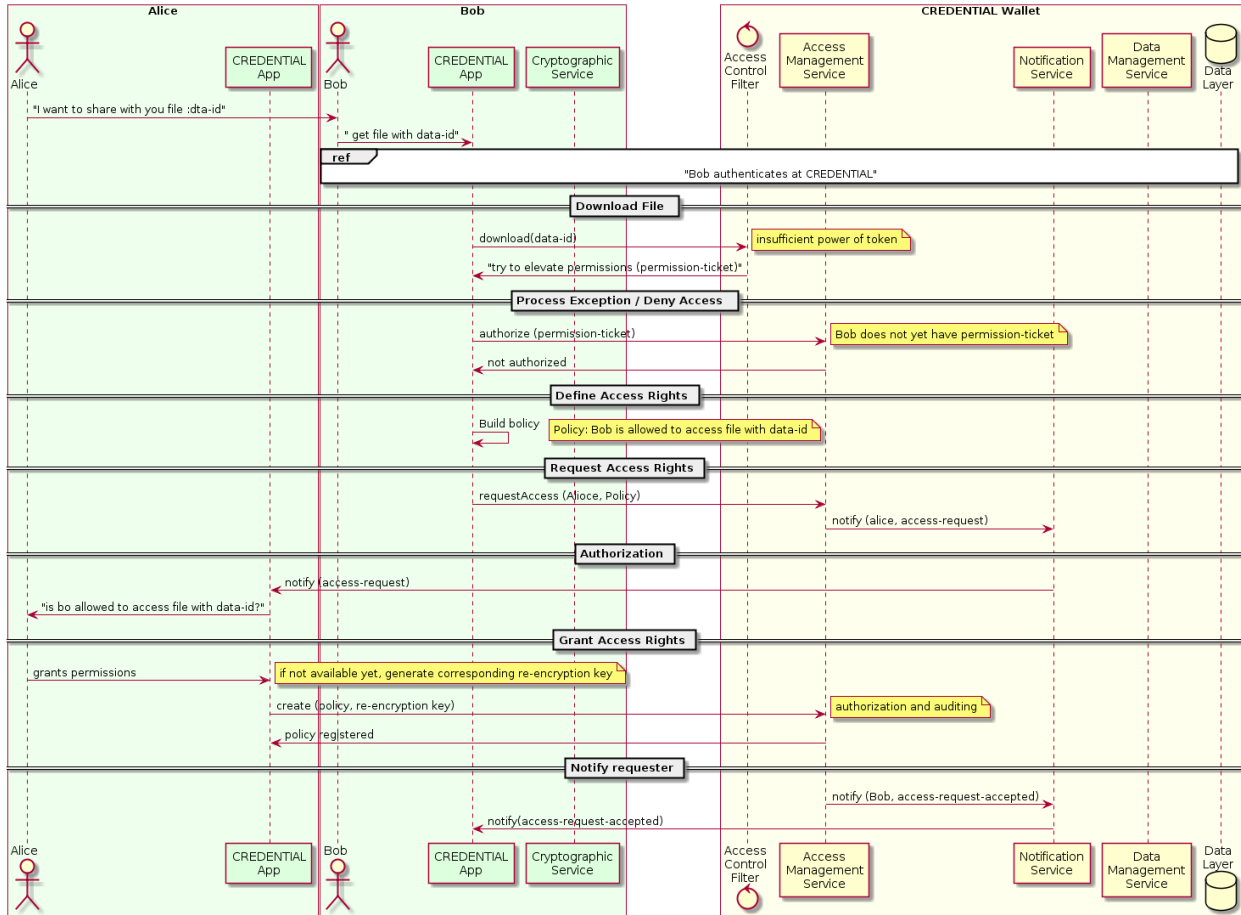 Alice
Bob
CREDENTIAL Wallet
Alice
CREDENTIAL
App
Bob
CREDENTIAL
App
Cryptographic
Service
Access
Control
Filter
Access
Management
Service
Notification
Service
Data
Management
Service
Data
Layer
"I want to share with you file :dta-id"
" get file with data-id"
ref
"Bob authenticates at CREDENTIAL"
Download File
download(data-id)
insufficient power of token
"try to elevate permissions (permission-ticket)"
Process Exception / Deny Access
authorize (permission-ticket)
Bob does not yet have permission-ticket
not authorized
Define Access Rights
Build bolicy
Policy: Bob is allowed to access file with data-id
Request Access Rights
requestAccess (Alioce, Policy)
notify (alice, access-request)
Authorization
notify (access-request)
"is bo allowed to access file with data-id?"
Grant Access Rights
grants permissions
if not available yet, generate corresponding re-encryption key
create (policy, re-encryption key)
authorization and auditing
policy registered
Notify requester
notify (Bob, access-request-accepted)
notify(access-request-accepted)
Alice
CREDENTIAL
App
Bob
CREDENTIAL
App
Cryptographic
Service
Access
Control
Filter
Access
Management
Service
Notification
Service
Data
Management
Service
Data
Layer